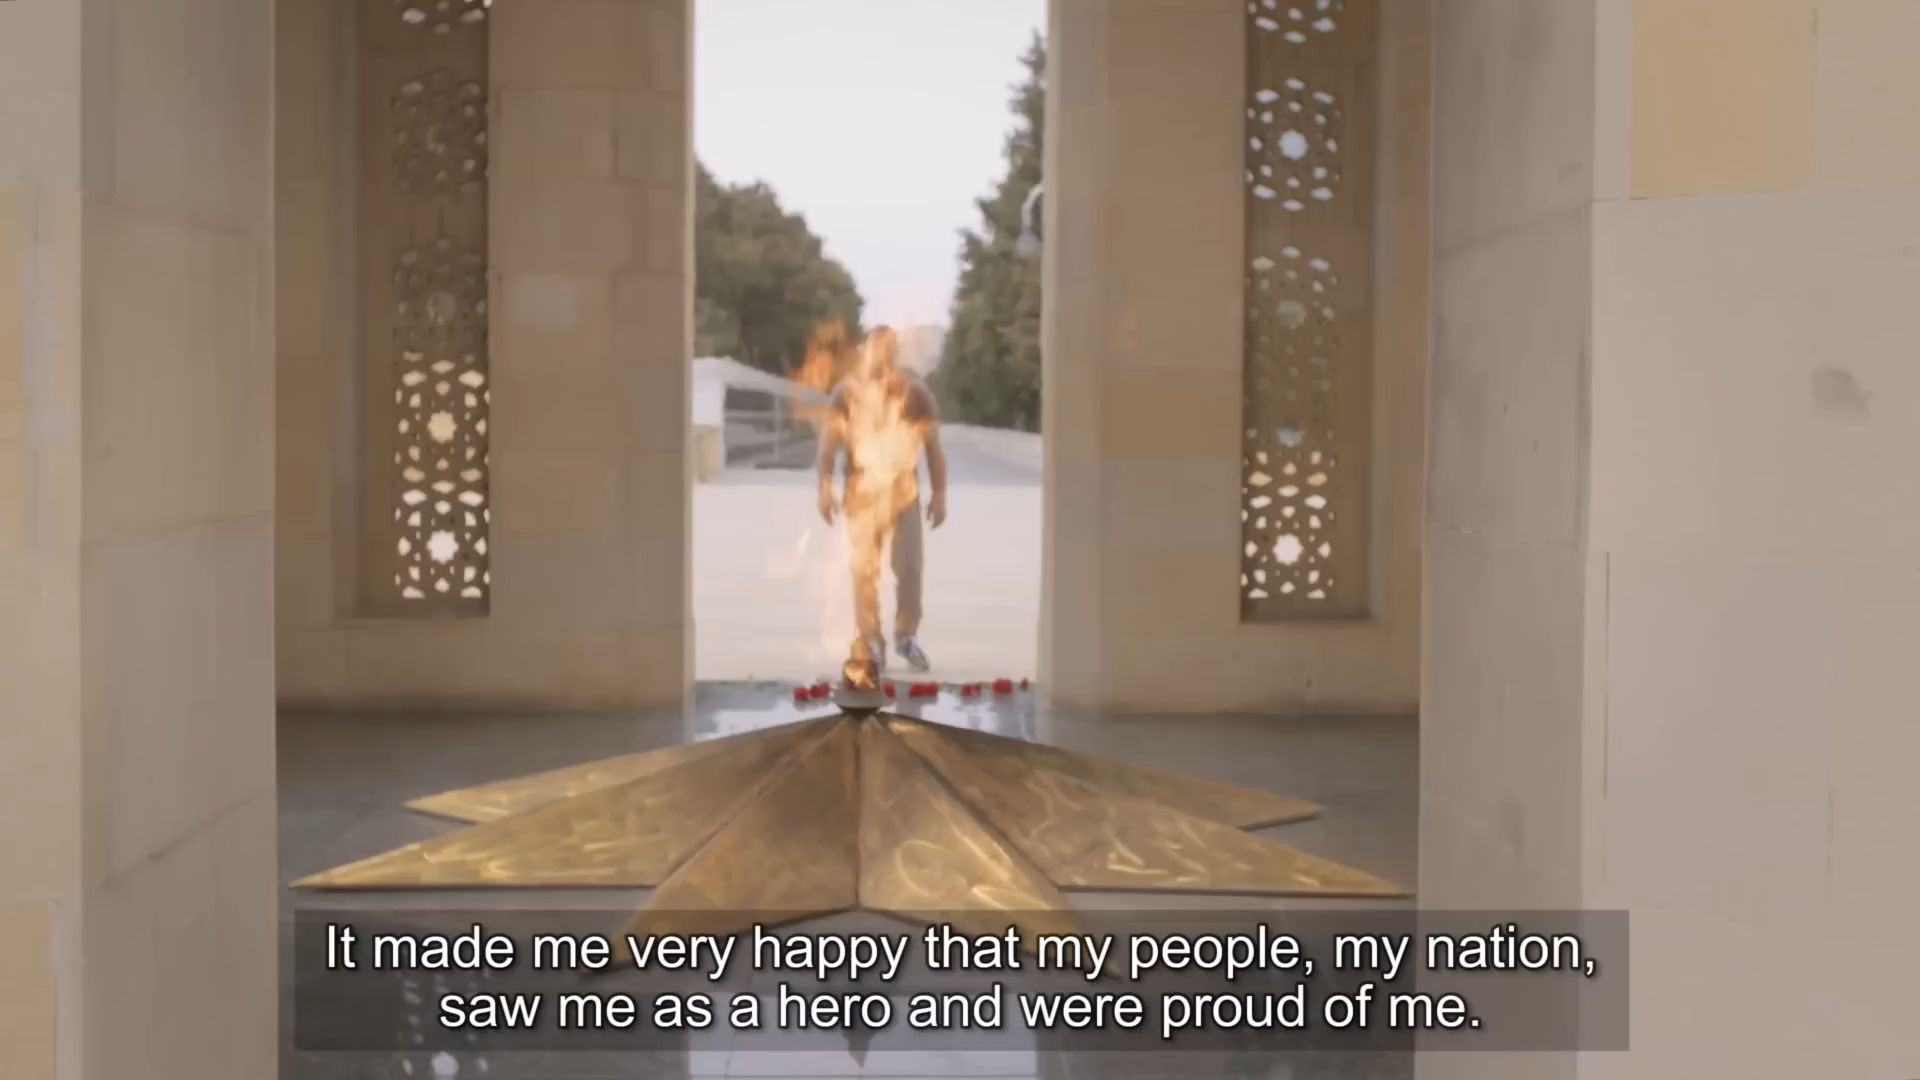 It made me very happy that my people, my nation,
saw me as a hero and were proud of me.